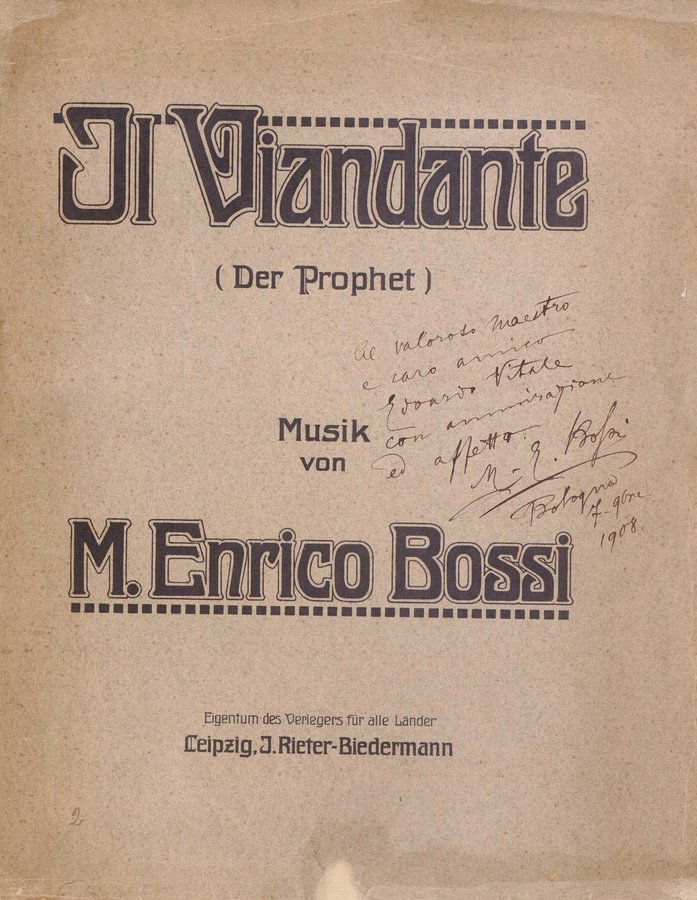 Il Viandante
( Der Prophet )
Al valoroso maestro
e caro amico
Edoardo Vitale
con ammirazione
ed affetto.
M. E. Bossi
Bologna
7-9bre
1908.
Musik
von
M. Enrico Bossi
Eigentum des Verlegers für alle Länder
Leipzig, J. Rieter-Biedermann
2